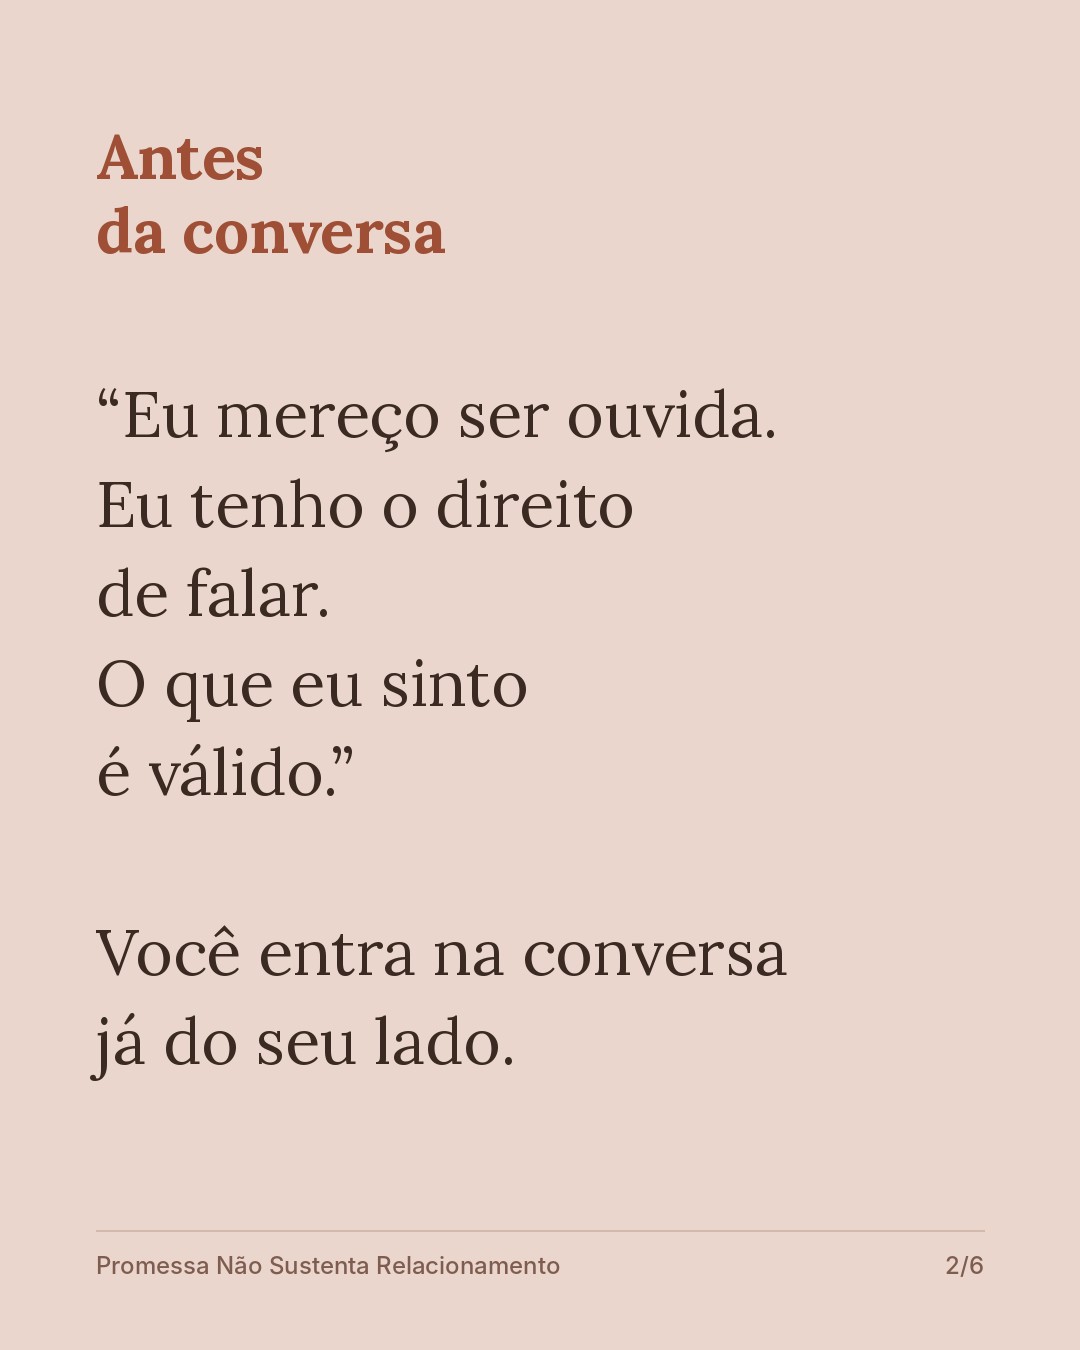 Antes
da conversa
“Eu mereço ser ouvida.
Eu tenho o direito
de falar.
O que eu sinto
é válido.”
Você entra na conversa
já do seu lado.
Promessa Não Sustenta Relacionamento
2/6